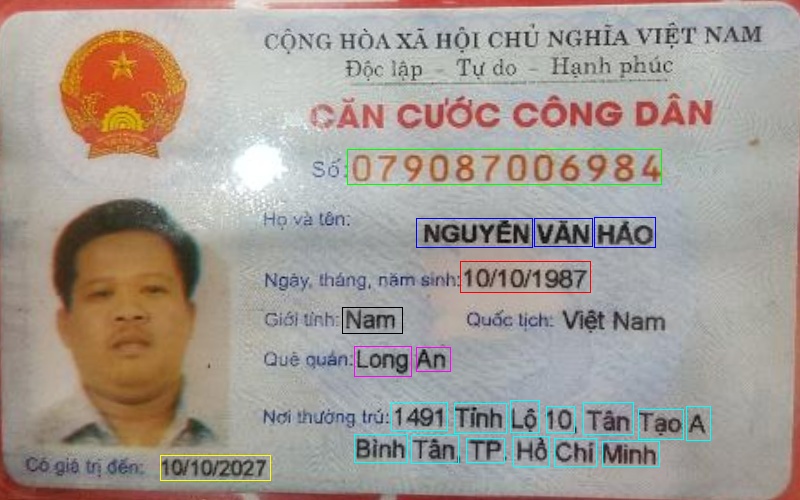 CỘNG HÒA XÃ HỘI CHỦ NGHĨA VIỆT NAM
Độc lập - Tự do - Hạnh phúc
CĂN CƯỚC CÔNG DÂN
Số: 079087006984
Họ và tên:
NGUYỄN VĂN HẢO
Ngày, tháng, năm sinh: 10/10/1987
Giới tính: Nam Quốc tịch: Việt Nam
Quê quán: Long An
Nơi thường trú: 1491 Tỉnh Lộ 10, Tân Tạo A
Bình Tân, TP. Hồ Chí Minh
Có giá trị đến: 10/10/2027